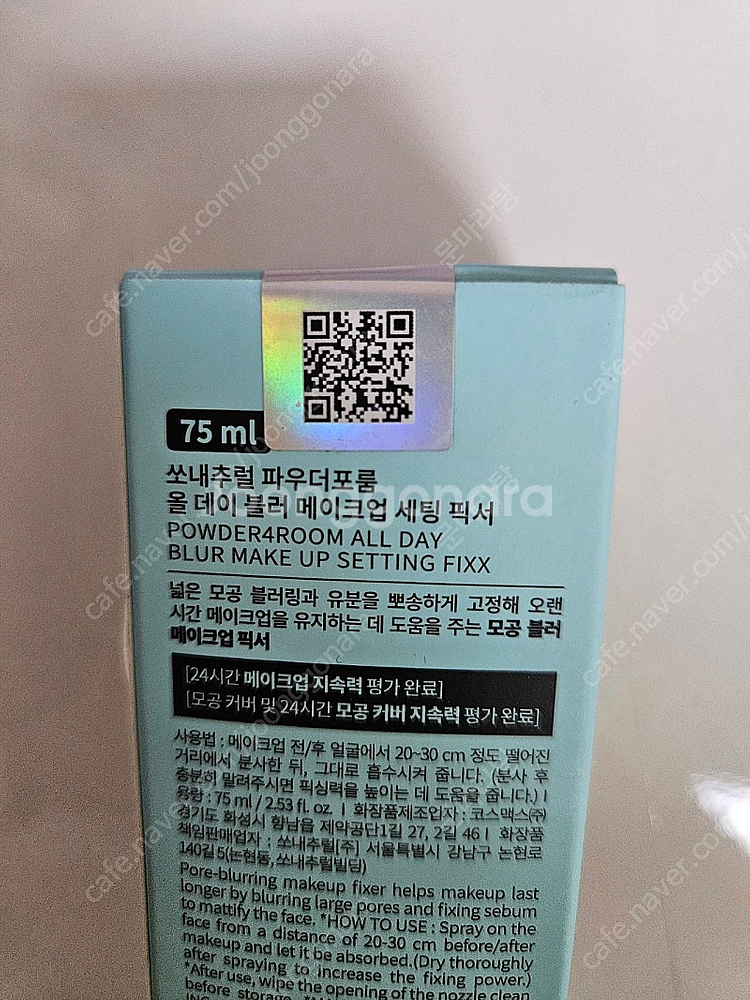 75 ml
쏘내추럴 파우더포룸
올 데이 블러 메이크업 세팅 픽서
POWDER4ROOM ALL DAY
BLUR MAKE UP SETTING FIXX
넓은 모공 블러링과 유분을 뽀송하게 고정해 오랜
시간 메이크업을 유지하는 데 도움을 주는 모공 블러
메이크업 픽서
[24시간 메이크업 지속력 평가 완료]
[모공 커버 및 24시간 모공 커버 지속력 평가 완료]
사용법 : 메이크업 전/후 얼굴에서 20~30 cm 정도 떨어진
거리에서 분사한 뒤, 그대로 흡수시켜 줍니다. (분사 후
충분히 말려주시면 픽싱력을 높이는 데 도움을 줍니다.) I
용량 : 75 ml / 2.53 fl. oz. I 화장품제조업자 : 코스맥스㈜
경기도 화성시 향남읍 제약공단1길 27, 2길 46 I 화장품
책임판매업자 : 쏘내추럴[주] 서울특별시 강남구 논현로
140길 5(논현동, 쏘내추럴빌딩)
Pore-blurring makeup fixer helps makeup last
longer by blurring large pores and fixing sebum
to mattify the face. *HOW TO USE : Spray on the
face from a distance of 20-30 cm before/after
makeup and let it be absorbed.(Dry thoroughly
after spraying to increase the fixing power.)
*After use, wipe the opening of the nozzle clean
before storage.
joonggonara
cafe.naver.com/joonggonara